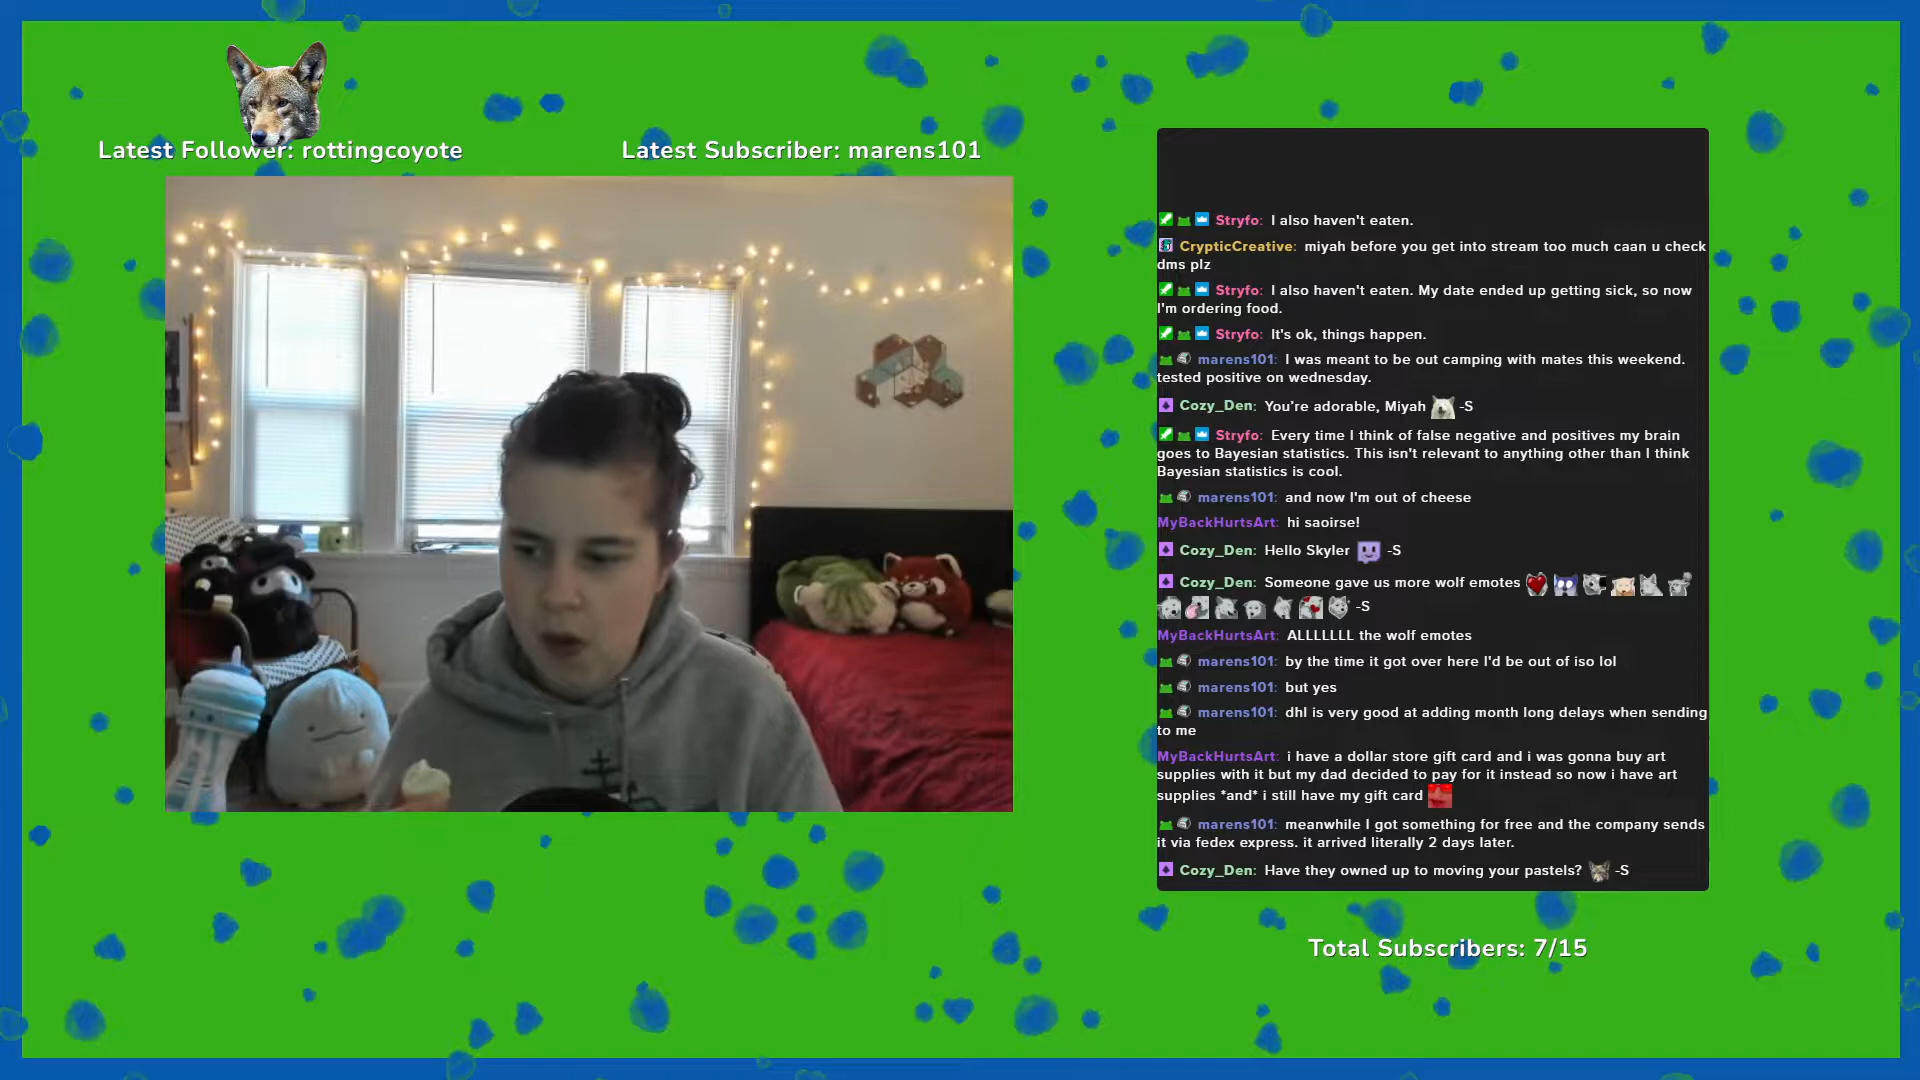 Latest Follower: rottingcoyote
Latest Subscriber: marens101
Stryfo: I also haven't eaten.
CrypticCreative: miyah before you get into stream too much caan u check
dms plz
Stryfo: I also haven't eaten. My date ended up getting sick, so now
I'm ordering food.
Stryfo: It's ok, things happen.
marens101: I was meant to be out camping with mates this weekend.
tested positive on wednesday.
Cozy_Den: You’re adorable, Miyah -S
Stryfo: Every time I think of false negative and positives my brain
goes to Bayesian statistics. This isn't relevant to anything other than I think
Bayesian statistics is cool.
marens101: and now I'm out of cheese
MyBackHurtsArt: hi saoirse!
Cozy_Den: Hello Skyler -S
Cozy_Den: Someone gave us more wolf emotes
-S
MyBackHurtsArt: ALLLLLLL the wolf emotes
marens101: by the time it got over here I'd be out of iso lol
marens101: but yes
marens101: dhl is very good at adding month long delays when sending
to me
MyBackHurtsArt: i have a dollar store gift card and i was gonna buy art
supplies with it but my dad decided to pay for it instead so now i have art
supplies *and* i still have my gift card
marens101: meanwhile I got something for free and the company sends
it via fedex express. it arrived literally 2 days later.
Cozy_Den: Have they owned up to moving your pastels? -S
Total Subscribers: 7/15